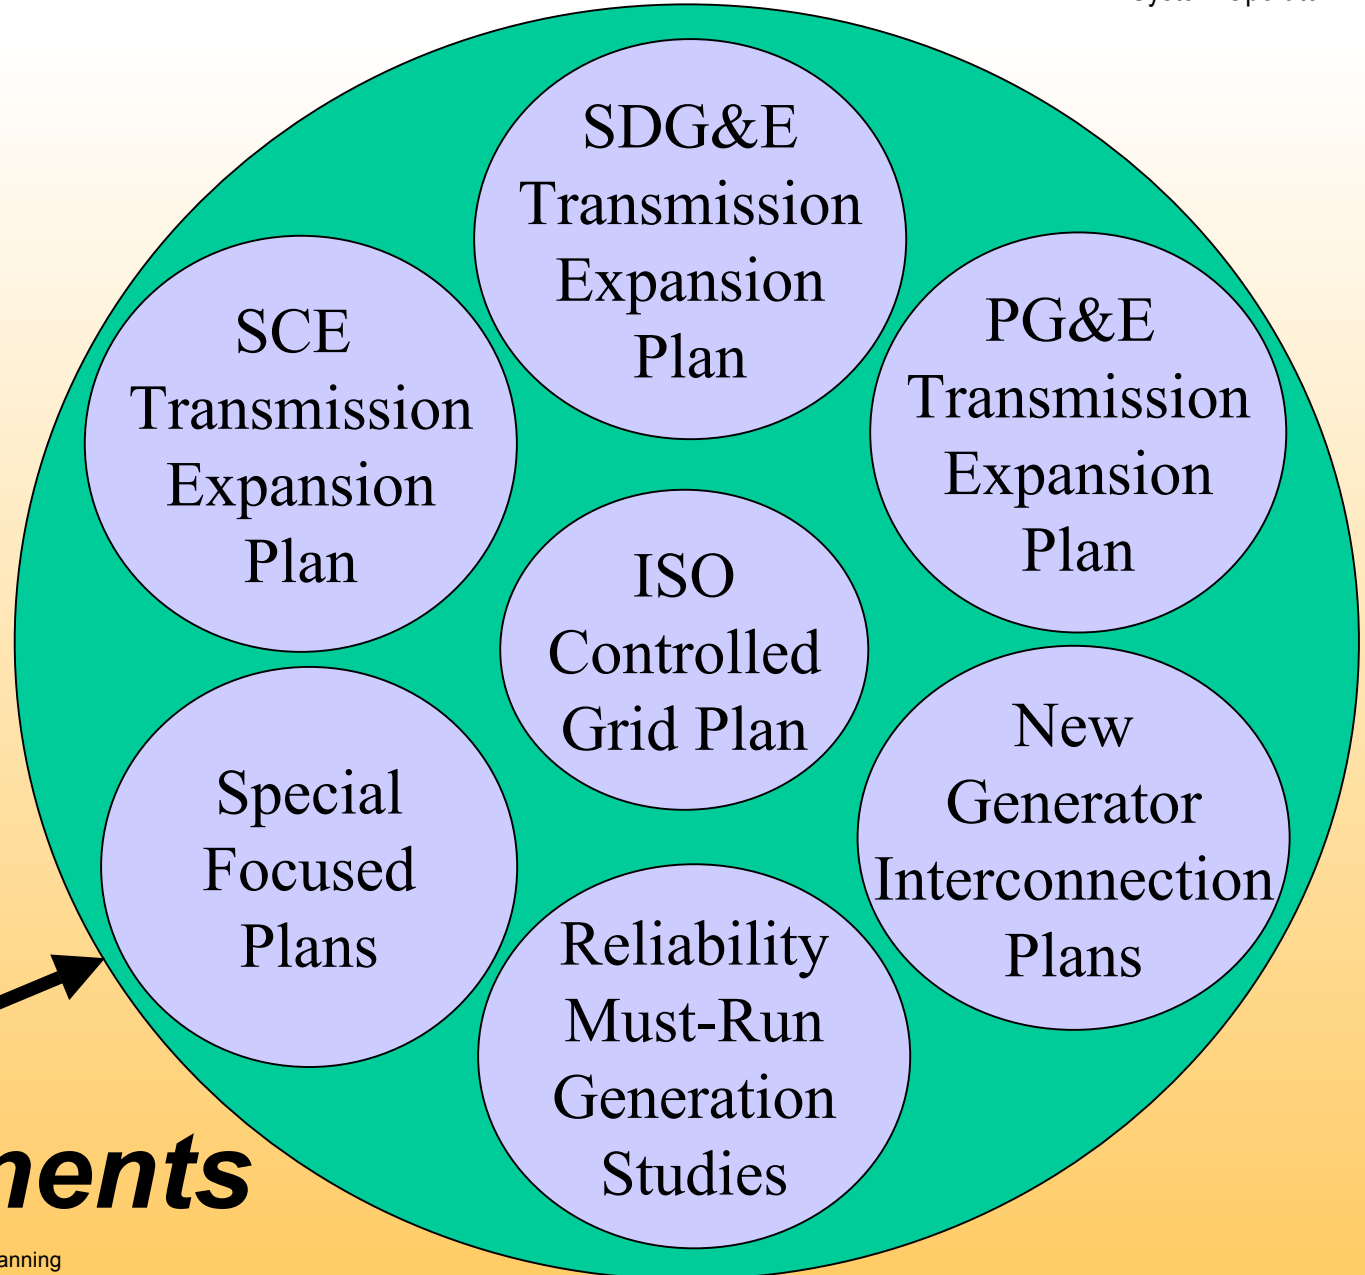 SDG&E
Transmission
Expansion
Plan
SCE
Transmission
Expansion
Plan
PG&E
Transmission
Expansion
Plan
ISO
Controlled
Grid Plan
Special
Focused
Plans
New
Generator
Interconnection
Plans
Reliability
Must-Run
Generation
Studies
ments
anning